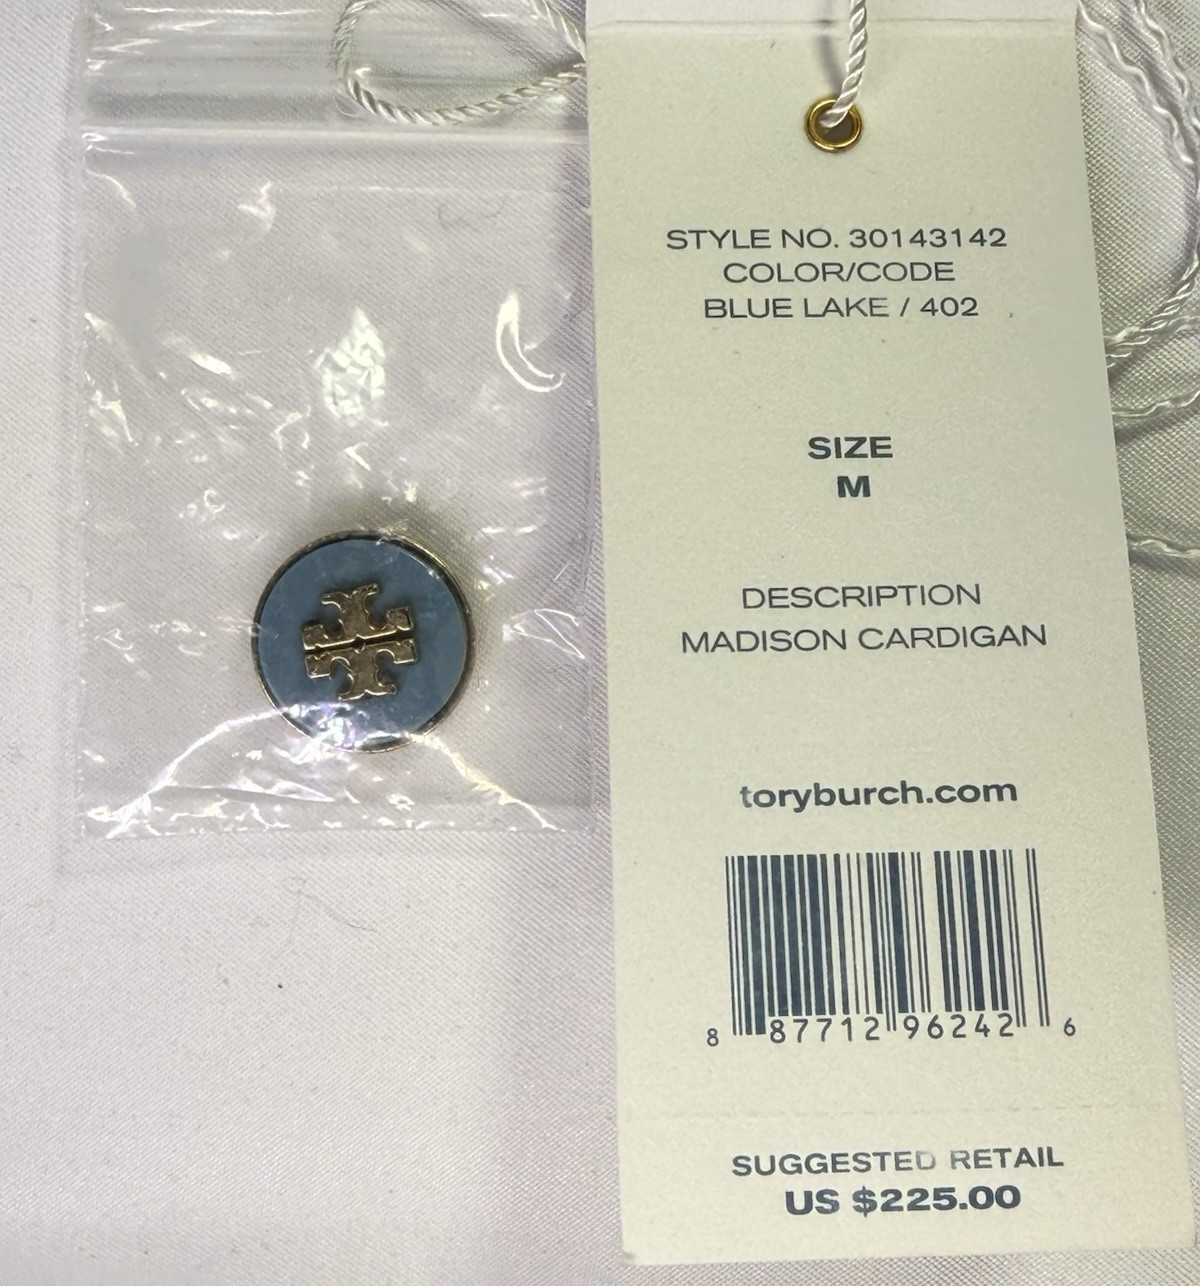 STYLE NO. 30143142
COLOR/CODE
BLUE LAKE / 402
SIZE
M
DESCRIPTION
MADISON CARDIGAN
toryburch.com
8 87712 96242 6
SUGGESTED RETAIL
US $225.00